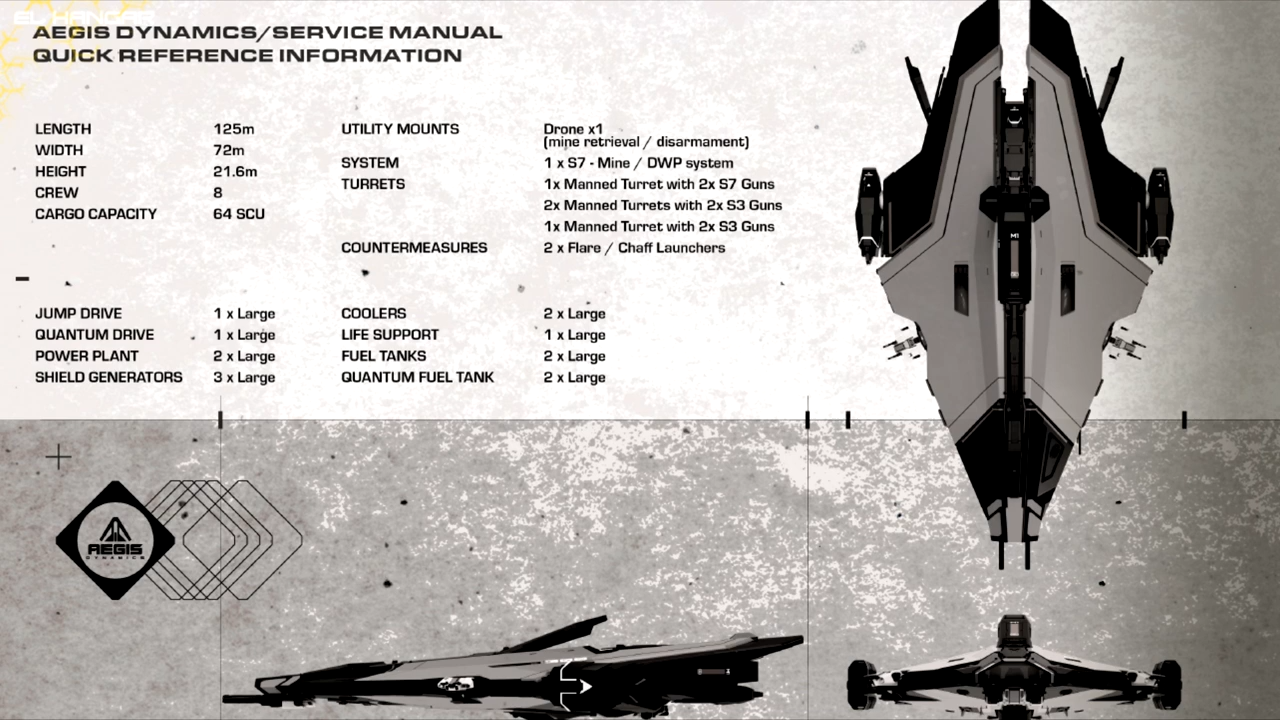 EL HANGAR
AEGIS DYNAMICS/SERVICE MANUAL
QUICK REFERENCE INFORMATION
LENGTH 125m
WIDTH 72m
HEIGHT 21.6m
CREW 8
CARGO CAPACITY 64 SCU
UTILITY MOUNTS Drone x1
(mine retrieval / disarmament)
SYSTEM 1 x S7 - Mine / DWP system
TURRETS 1x Manned Turret with 2x S7 Guns
2x Manned Turrets with 2x S3 Guns
1x Manned Turret with 2x S3 Guns
COUNTERMEASURES 2 x Flare / Chaff Launchers
JUMP DRIVE 1 x Large
QUANTUM DRIVE 1 x Large
POWER PLANT 2 x Large
SHIELD GENERATORS 3 x Large
COOLERS 2 x Large
LIFE SUPPORT 1 x Large
FUEL TANKS 2 x Large
QUANTUM FUEL TANK 2 x Large
M1
AEGIS
DYNAMICS